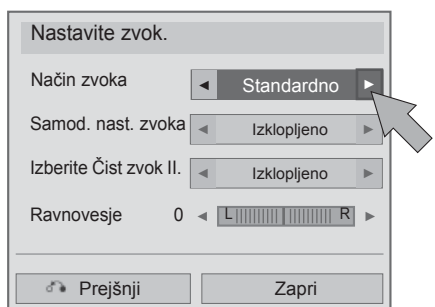 Nastavite zvok.
Način zvoka ◄ Standardno ►
Samod. nast. zvoka ◄ Izklopljeno ►
Izberite Čist zvok II. ◄ Izklopljeno ►
Ravnovesje 0 ◄ L R ►
Prejšnji Zapri